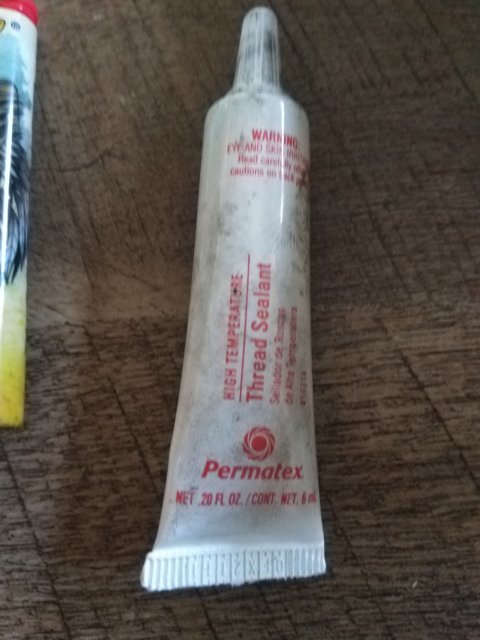 WARNING:
EYE AND SKIN
Read carefully
cautions on back
HIGH TEMPERATURE
Thread Sealant
Sellador de Roscas
de Alta Temperatura
Permatex
NET .20 FL OZ. / CONT. NET. 6 mL